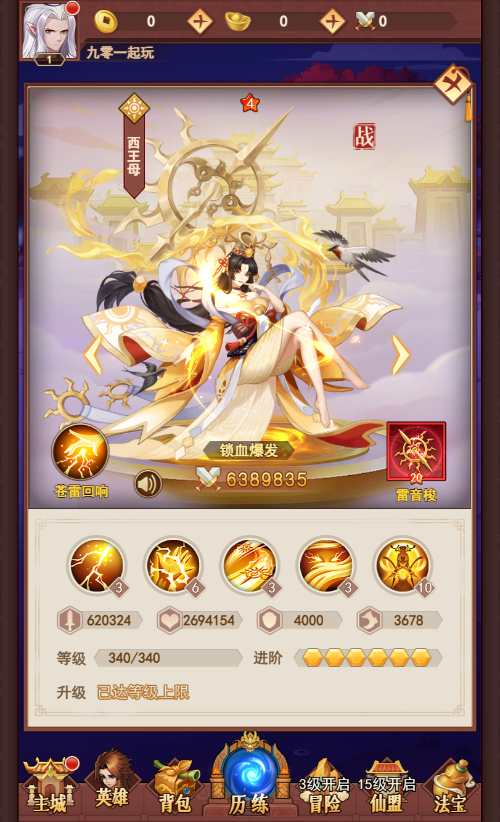 0
0
0
1
九零一起玩
4
西王母
战
锁血爆发
6389835
苍雷回响
20
雷音梭
3
6
3
3
10
620324
2694154
4000
3678
等级 340/340 进阶
升级 已达等级上限
3级开启
15级开启
主城
英雄
背包
历练
冒险
仙盟
法宝